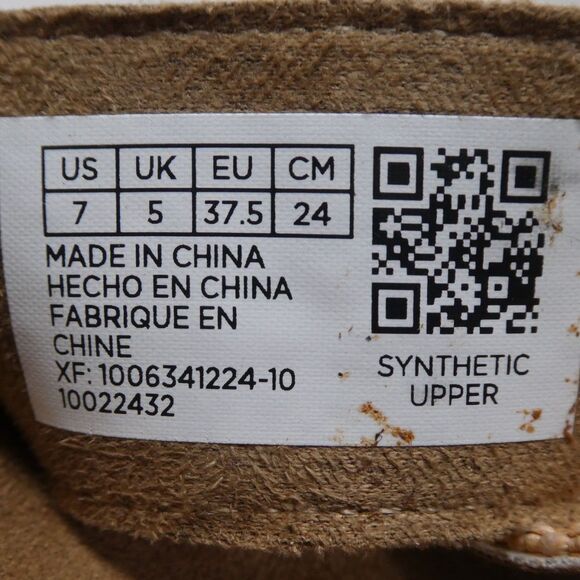 US UK EU CM
7 5 37.5 24
MADE IN CHINA
HECHO EN CHINA
FABRIQUE EN
CHINE
XF: 1006341224-10
10022432
SYNTHETIC
UPPER